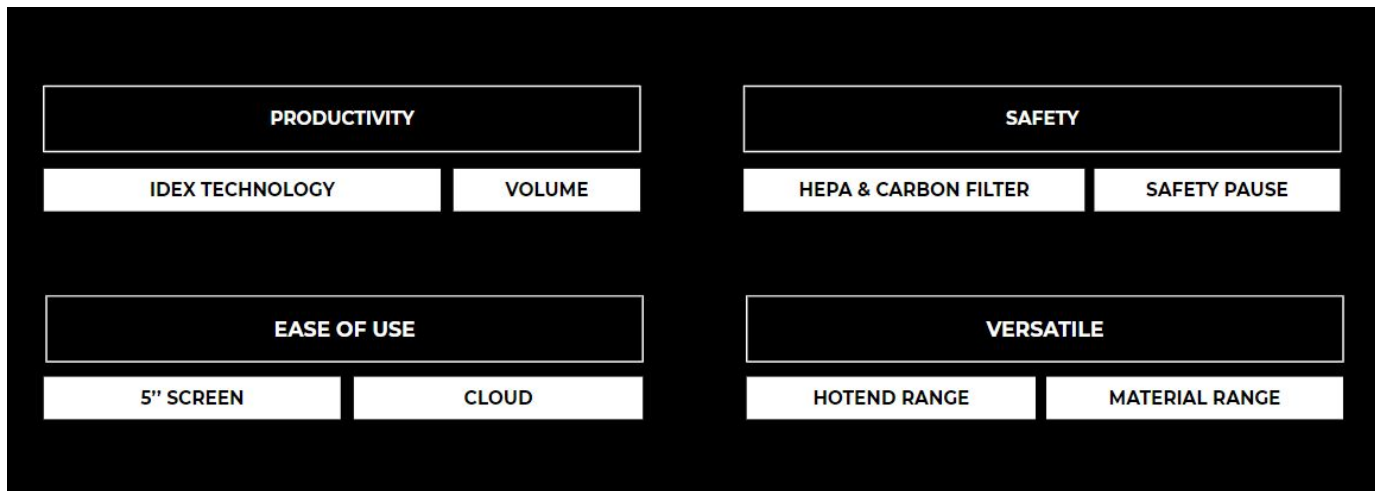 PRODUCTIVITY
IDEX TECHNOLOGY
VOLUME
SAFETY
HEPA & CARBON FILTER
SAFETY PAUSE
EASE OF USE
5’’ SCREEN
CLOUD
VERSATILE
HOTEND RANGE
MATERIAL RANGE